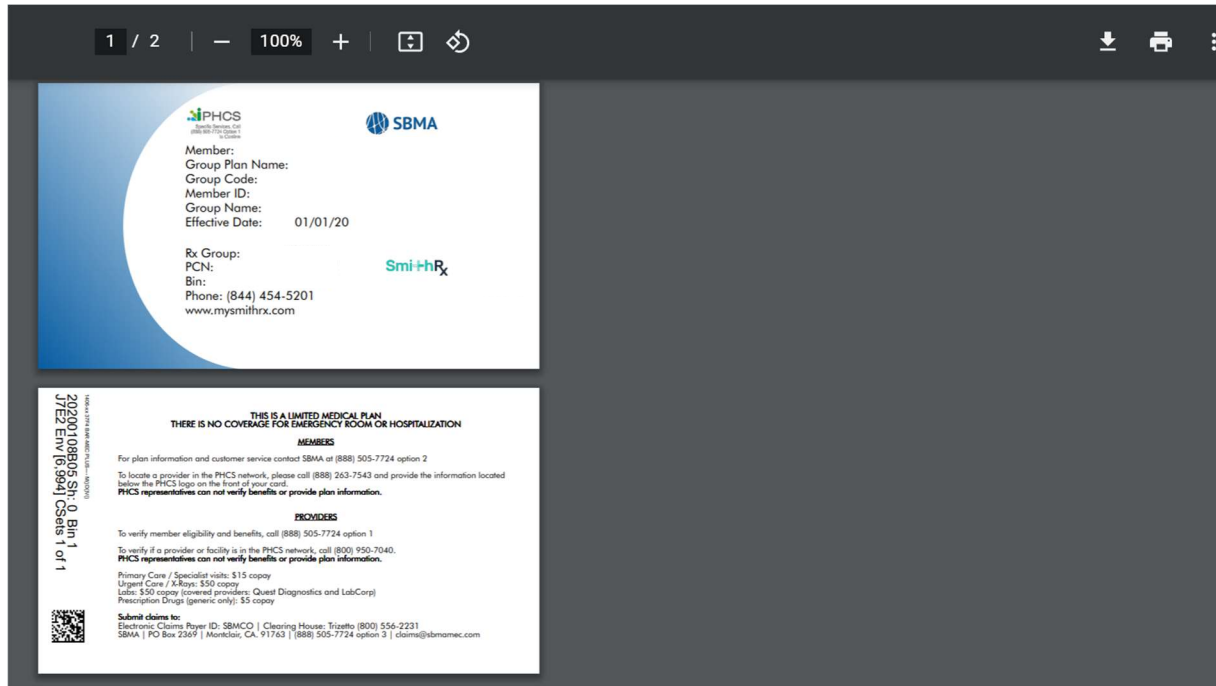 1 / 2
100%
PHCS
Specific Services, Call
(888) 505-7724 Option 1
to Confirm
SBMA
Member:
Group Plan Name:
Group Code:
Member ID:
Group Name:
Effective Date: 01/01/20
Rx Group:
PCN:
Bin:
Phone: (844) 454-5201
www.mysmithrx.com
SmithRx
20200108B05 Sh: 0 Bin 1
J7E2 Env [6,994] CSets 1 of 1
THIS IS A LIMITED MEDICAL PLAN
THERE IS NO COVERAGE FOR EMERGENCY ROOM OR HOSPITALIZATION
MEMBERS
For plan information and customer service contact SBMA at (888) 505-7724 option 2
To locate a provider in the PHCS network, please call (888) 263-7543 and provide the information located
below the PHCS logo on the front of your card.
PHCS representatives can not verify benefits or provide plan information.
PROVIDERS
To verify member eligibility and benefits, call (888) 505-7724 option 1
To verify if a provider or facility is in the PHCS network, call (800) 950-7040.
PHCS representatives can not verify benefits or provide plan information.
Primary Care / Specialist visits: $15 copay
Urgent Care / X-Rays: $50 copay
Labs: $50 copay (covered providers: Quest Diagnostics and LabCorp)
Prescription Drugs (generic only): $5 copay
Submit claims to:
Electronic Claims Payer ID: SBMCO | Clearing House: Trizetto (800) 556-2231
SBMA | PO Box 2369 | Montclair, CA. 91763 | (888) 505-7724 option 3 | claims@sbmamec.com